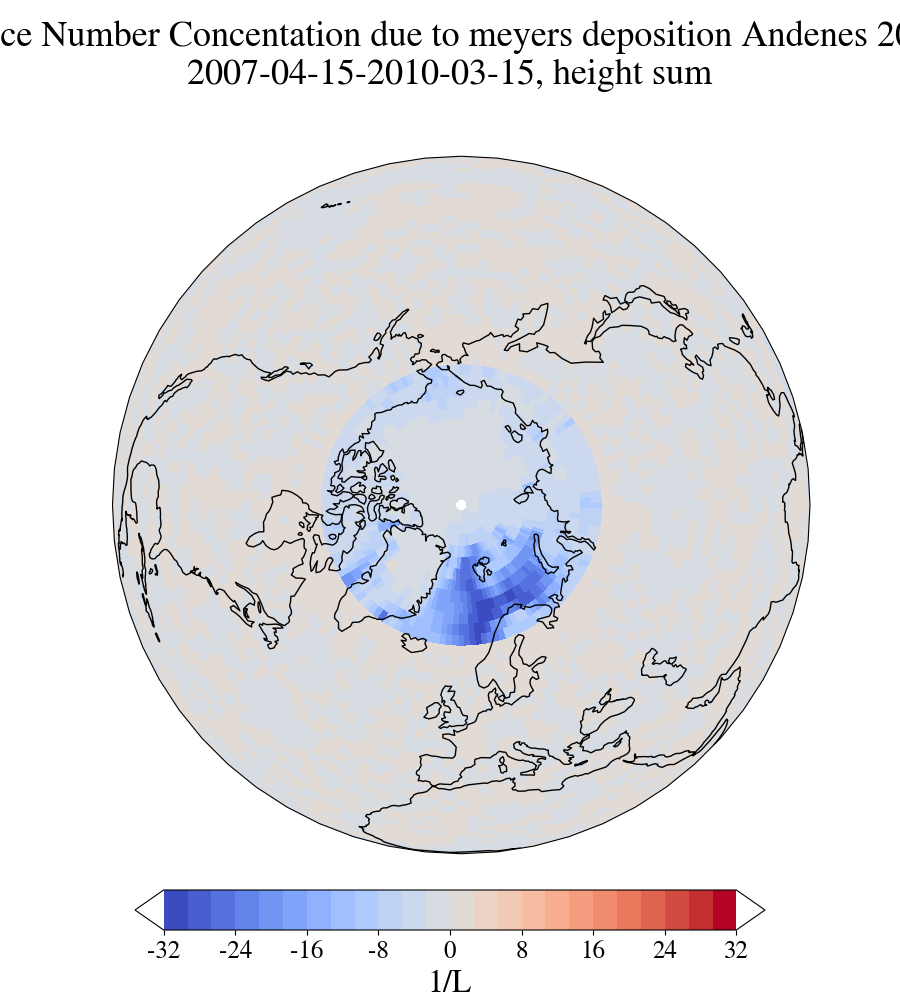 ce Number Concentation due to meyers deposition Andenes 20
2007-04-15-2010-03-15, height sum
-32 -24 -16 -8 0 8 16 24 32
1/L